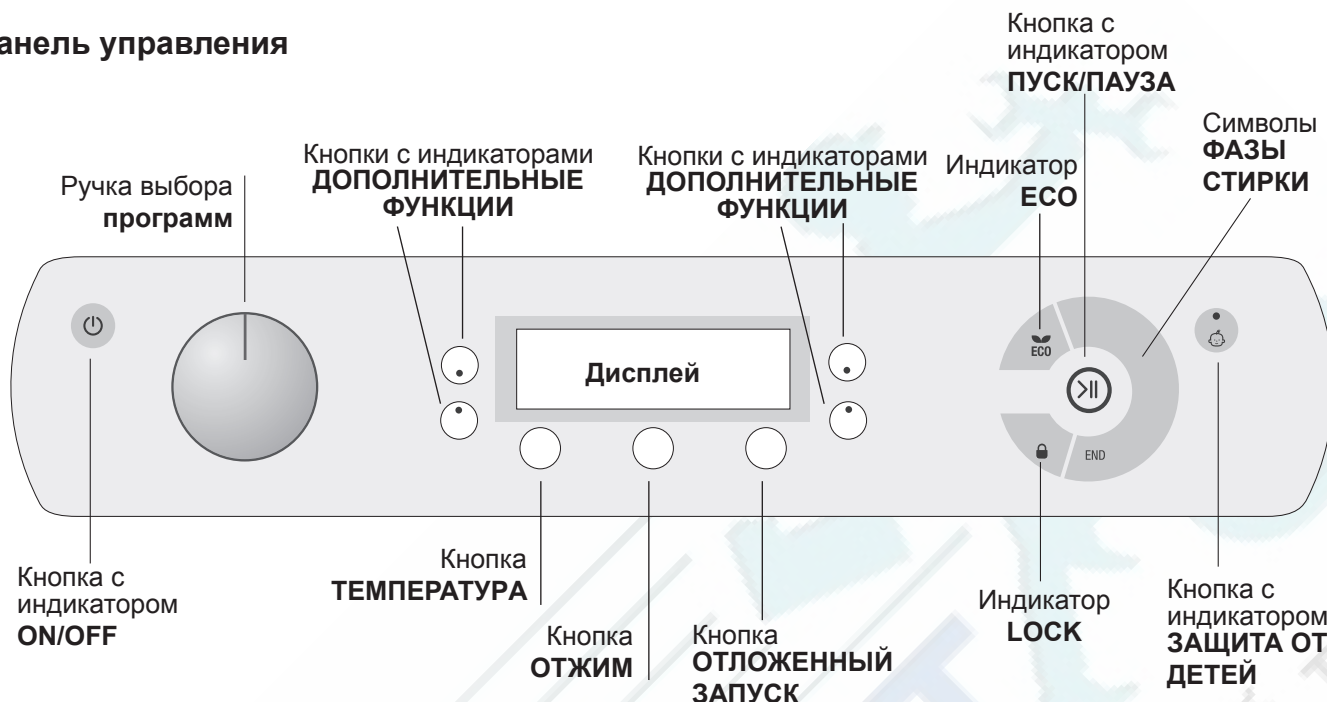 анель управления
Кнопка с
индикатором
ПУСК/ПАУЗА
Символы
ФАЗЫ
СТИРКИ
Кнопки с индикаторами
ДОПОЛНИТЕЛЬНЫЕ
ФУНКЦИИ
Кнопки с индикаторами
ДОПОЛНИТЕЛЬНЫЕ
ФУНКЦИИ
Индикатор
ECO
Ручка выбора
программ
Дисплей
ECO
END
Кнопка с
индикатором
ON/OFF
Кнопка
ТЕМПЕРАТУРА
Кнопка
ОТЖИМ
Кнопка
ОТЛОЖЕННЫЙ
ЗАПУСК
Индикатор
LOCK
Кнопка с
индикатором
ЗАЩИТА ОТ
ДЕТЕЙ